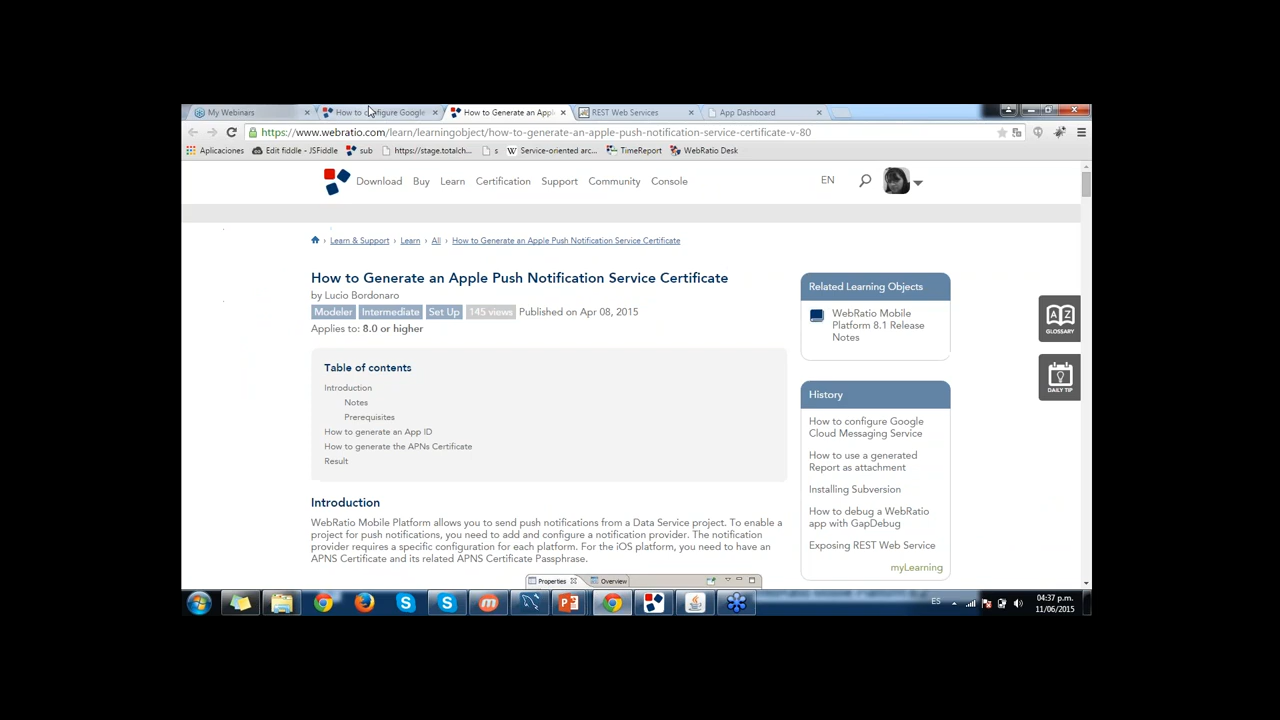 My Webinars
How to configure Google
How to Generate an Appl
REST Web Services
App Dashboard
https://www.webratio.com/learn/learningobject/how-to-generate-an-apple-push-notification-service-certificate-v-80
Aplicaciones
Edit fiddle - JSFiddle
sub
https://stage.totalch...
s
Service-oriented arc...
TimeReport
WebRatio Desk
Download
Buy
Learn
Certification
Support
Community
Console
EN
Learn & Support › Learn › All › How to Generate an Apple Push Notification Service Certificate
How to Generate an Apple Push Notification Service Certificate
by Lucio Bordonaro
Modeler Intermediate Set Up 145 views Published on Apr 08, 2015
Applies to: 8.0 or higher
Table of contents
Introduction
Notes
Prerequisites
How to generate an App ID
How to generate the APNs Certificate
Result
Introduction
WebRatio Mobile Platform allows you to send push notifications from a Data Service project. To enable a
project for push notifications, you need to add and configure a notification provider. The notification
provider requires a specific configuration for each platform. For the iOS platform, you need to have an
APNS Certificate and its related APNS Certificate Passphrase.
Related Learning Objects
WebRatio Mobile
Platform 8.1 Release
Notes
History
How to configure Google
Cloud Messaging Service
How to use a generated
Report as attachment
Installing Subversion
How to debug a WebRatio
app with GapDebug
Exposing REST Web Service
myLearning
A Z
GLOSSARY
DAILY TIP
Properties
Overview
ES
04:37 p.m.
11/06/2015